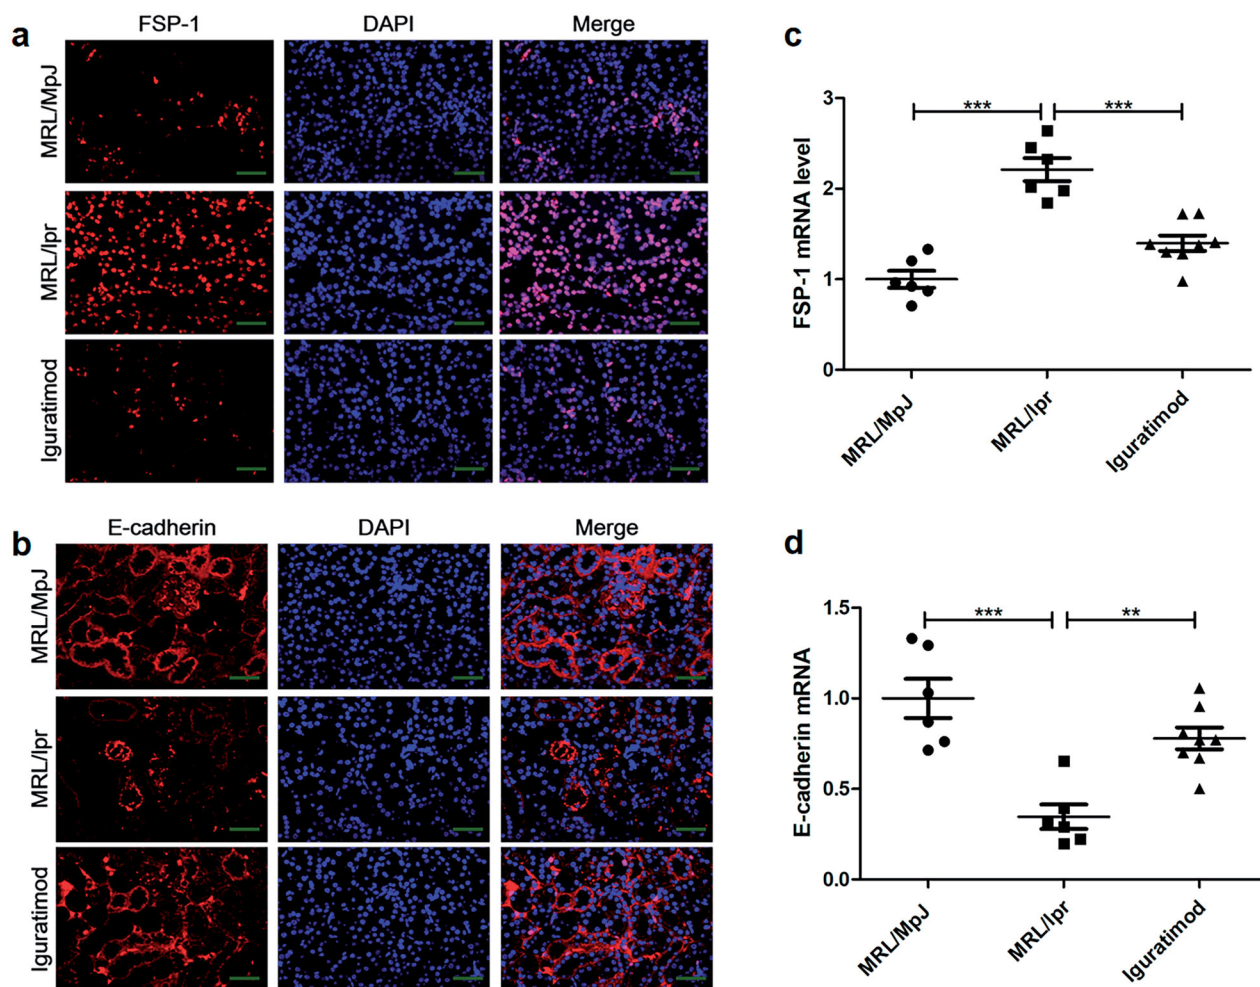 a
FSP-1 DAPI Merge
MRL/MpJ
MRL/lpr
Iguratimod
b
E-cadherin DAPI Merge
MRL/MpJ
MRL/lpr
Iguratimod
c
FSP-1 mRNA level
3
2
1
0
*** ***
MRL/MpJ MRL/lpr Iguratimod
d
E-cadherin mRNA
1.5
1.0
0.5
0.0
*** **
MRL/MpJ MRL/lpr Iguratimod